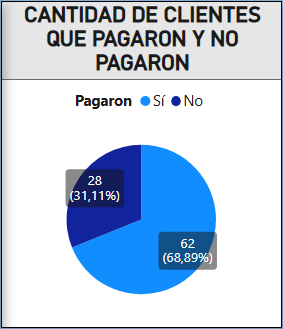 CANTIDAD DE CLIENTES
QUE PAGARON Y NO
PAGARON
Pagaron Sí No
28
(31,11%)
62
(68,89%)